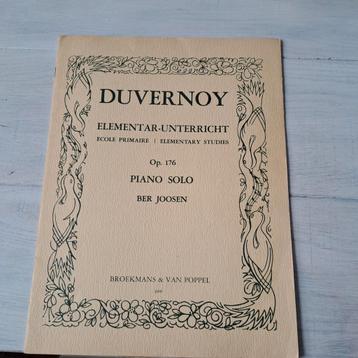 DUVERNOY
ELEMENTAR-UNTERRICHT
ECOLE PRIMAIRE | ELEMENTARY STUDIES
Op. 176
PIANO SOLO
BER JOOSEN
BROEKMANS & VAN POPPEL